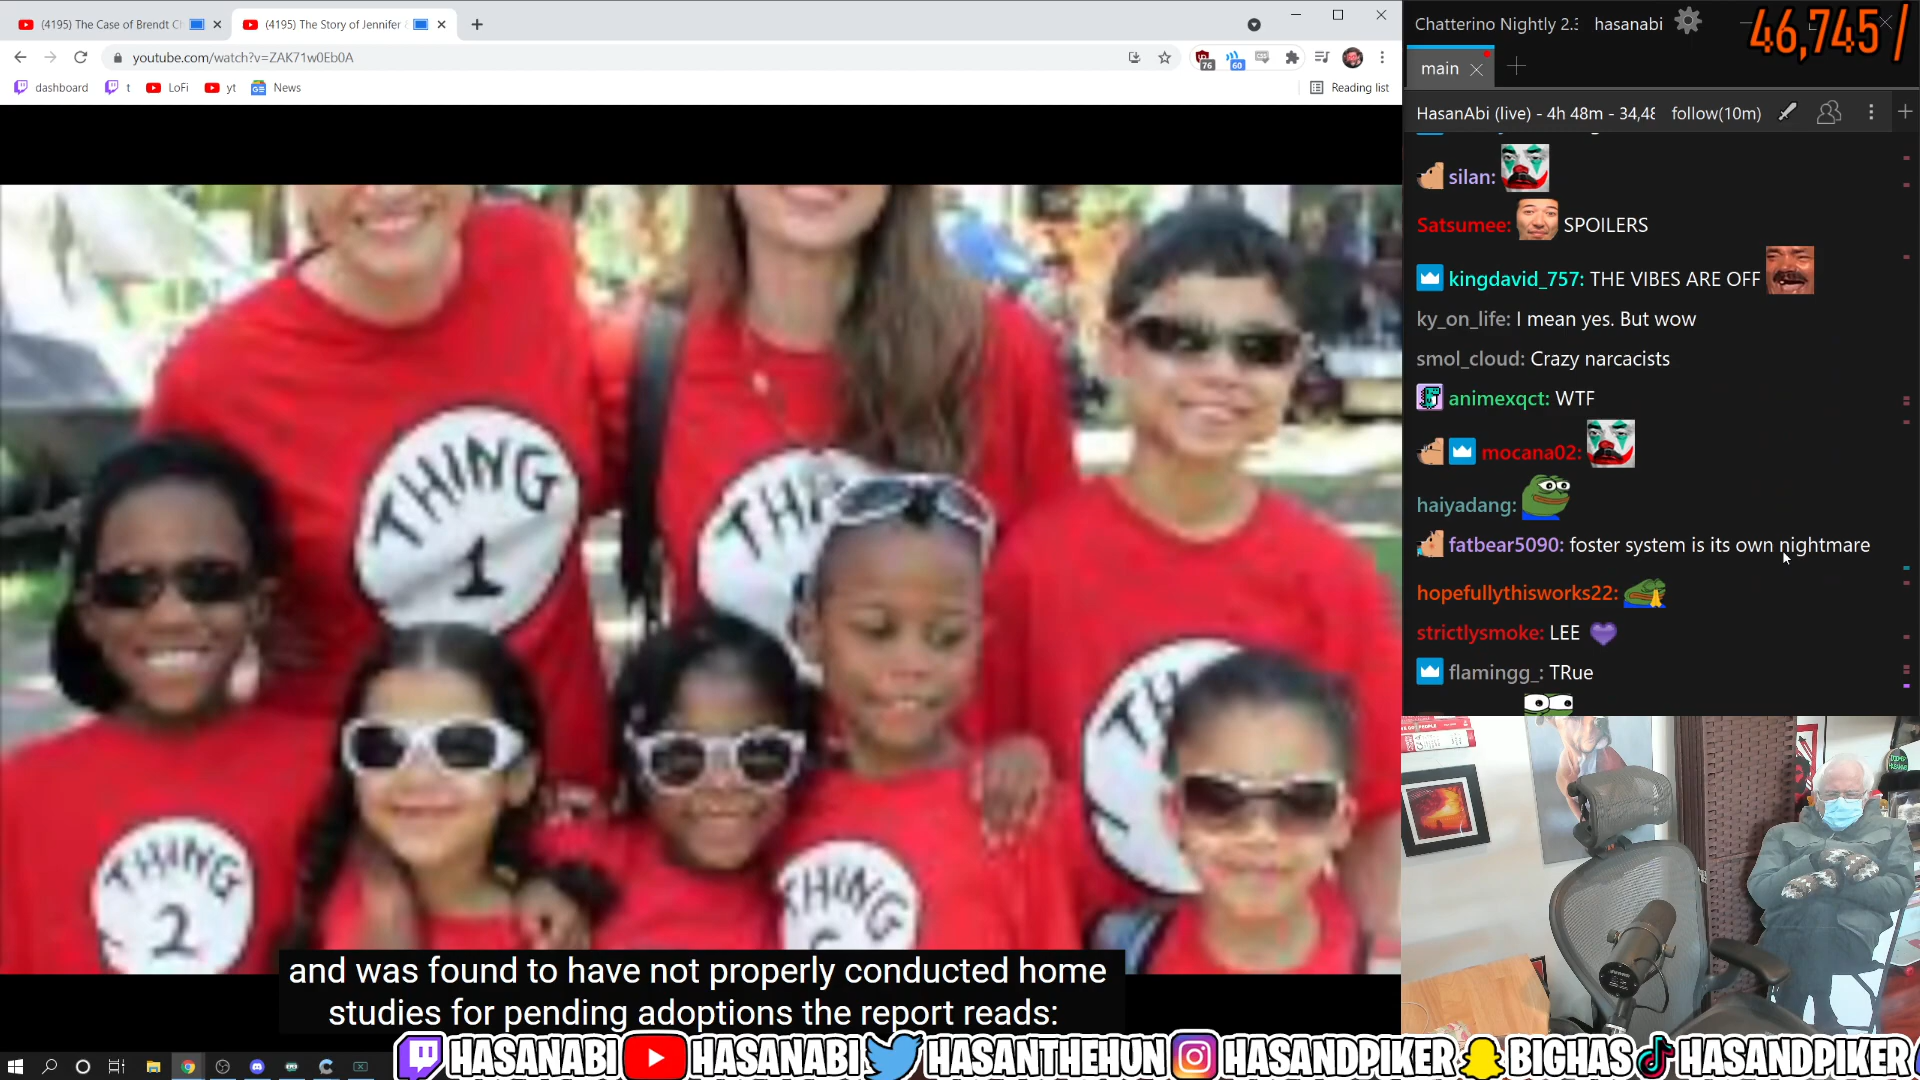 (4195) The Case of Brendt C
(4195) The Story of Jennifer
youtube.com/watch?v=ZAK71w0Eb0A
76
60
dashboard
t
LoFi
yt
News
Reading list
THING
1
THING
2
THING
and was found to have not properly conducted home
studies for pending adoptions the report reads:
Chatterino Nightly 2.
hasanabi
46,745 /
main
HasanAbi (live) - 4h 48m - 34,48
follow(10m)
silan:
Satsumee: SPOILERS
kingdavid_757: THE VIBES ARE OFF
ky_on_life: I mean yes. But wow
smol_cloud: Crazy narcacists
animexqct: WTF
mocana02:
haiyadang:
fatbear5090: foster system is its own nightmare
hopefullythisworks22:
strictlysmoke: LEE
flamingg_: TRue
HASANABI
HASANABI
HASANTHEHUN
HASANDPIKER
BIGHAS
HASANDPIKER